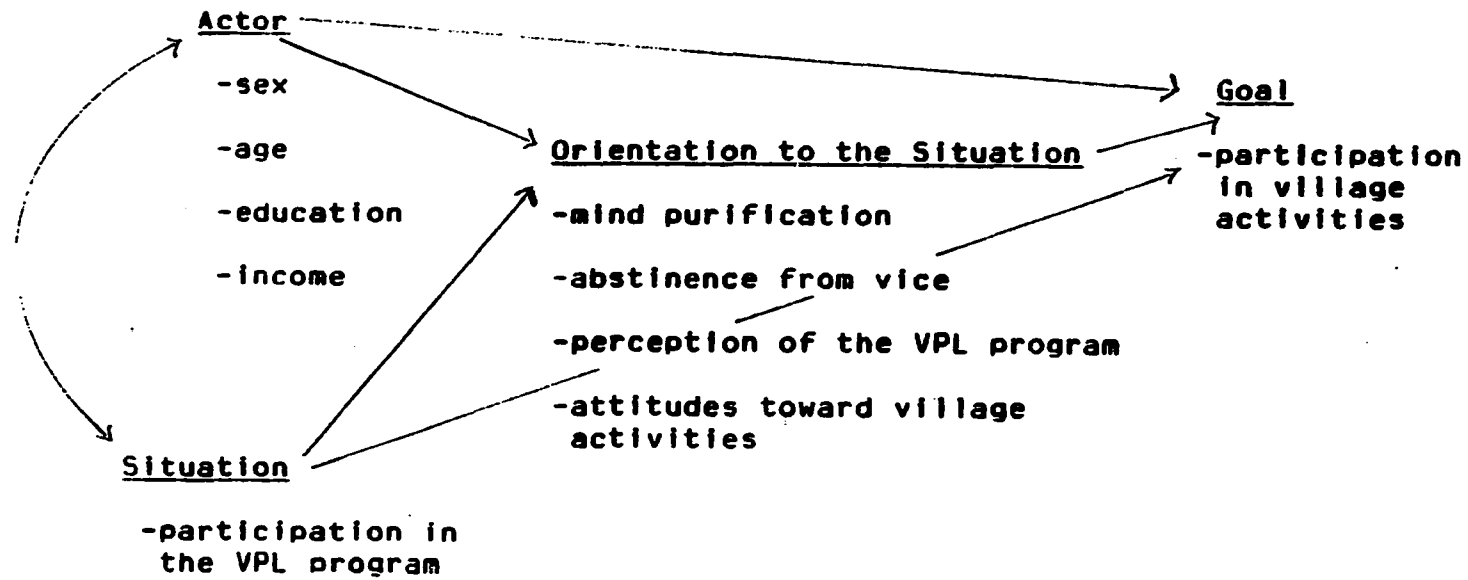 Actor
-sex
-age
-education
-income
Situation
-participation in
the VPL program
Orientation to the Situation
-mind purification
-abstinence from vice
-perception of the VPL program
-attitudes toward village
activities
Goal
-participation
in village
activities